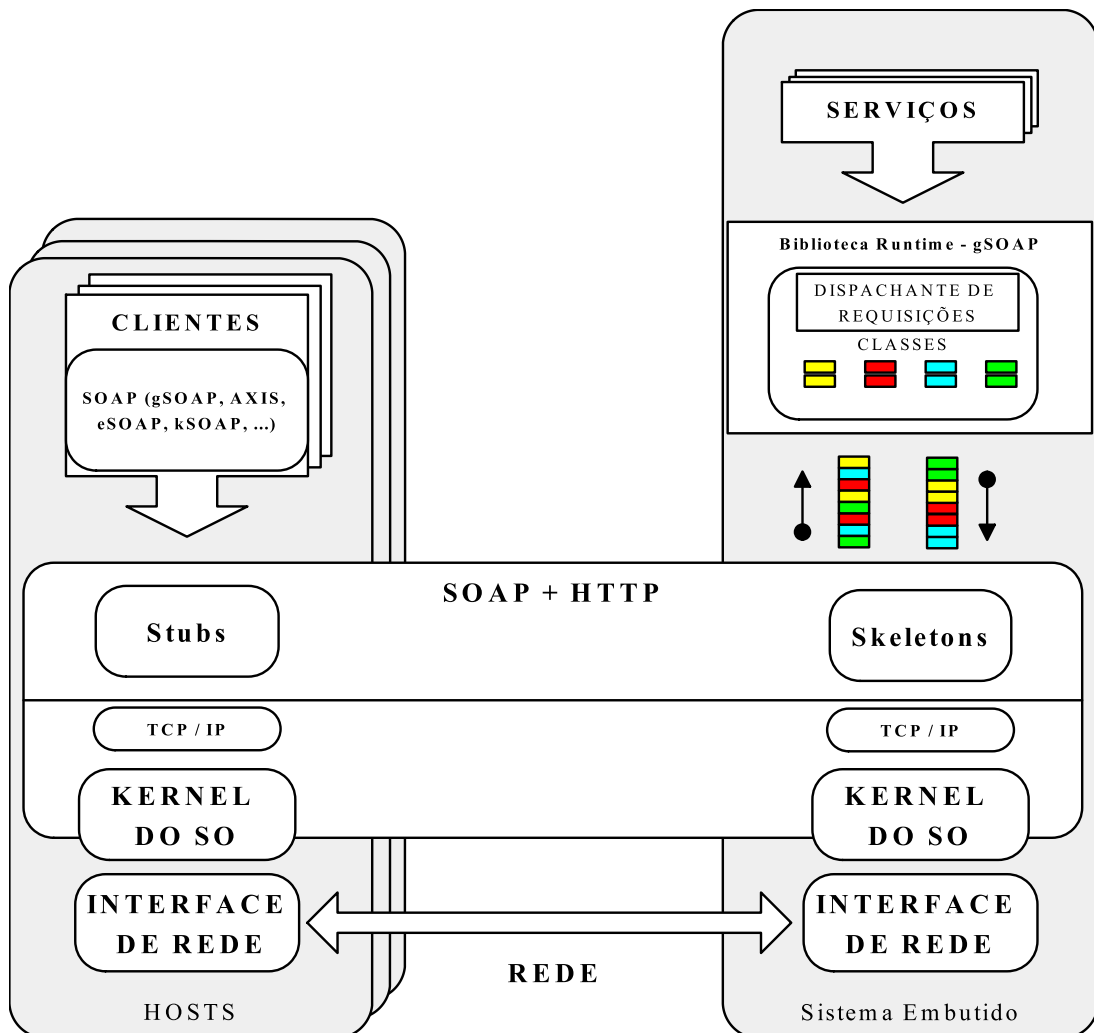 SERVIÇOS
Biblioteca Runtime - gSOAP
DISPACHANTE DE
REQUISIÇÕES
CLASSES
CLIENTES
SOAP (gSOAP, AXIS,
eSOAP, kSOAP, ...)
SOAP + HTTP
Stubs
Skeletons
TCP / IP
TCP / IP
KERNEL
DO SO
KERNEL
DO SO
INTERFACE
DE REDE
INTERFACE
DE REDE
REDE
HOSTS
Sistema Embutido